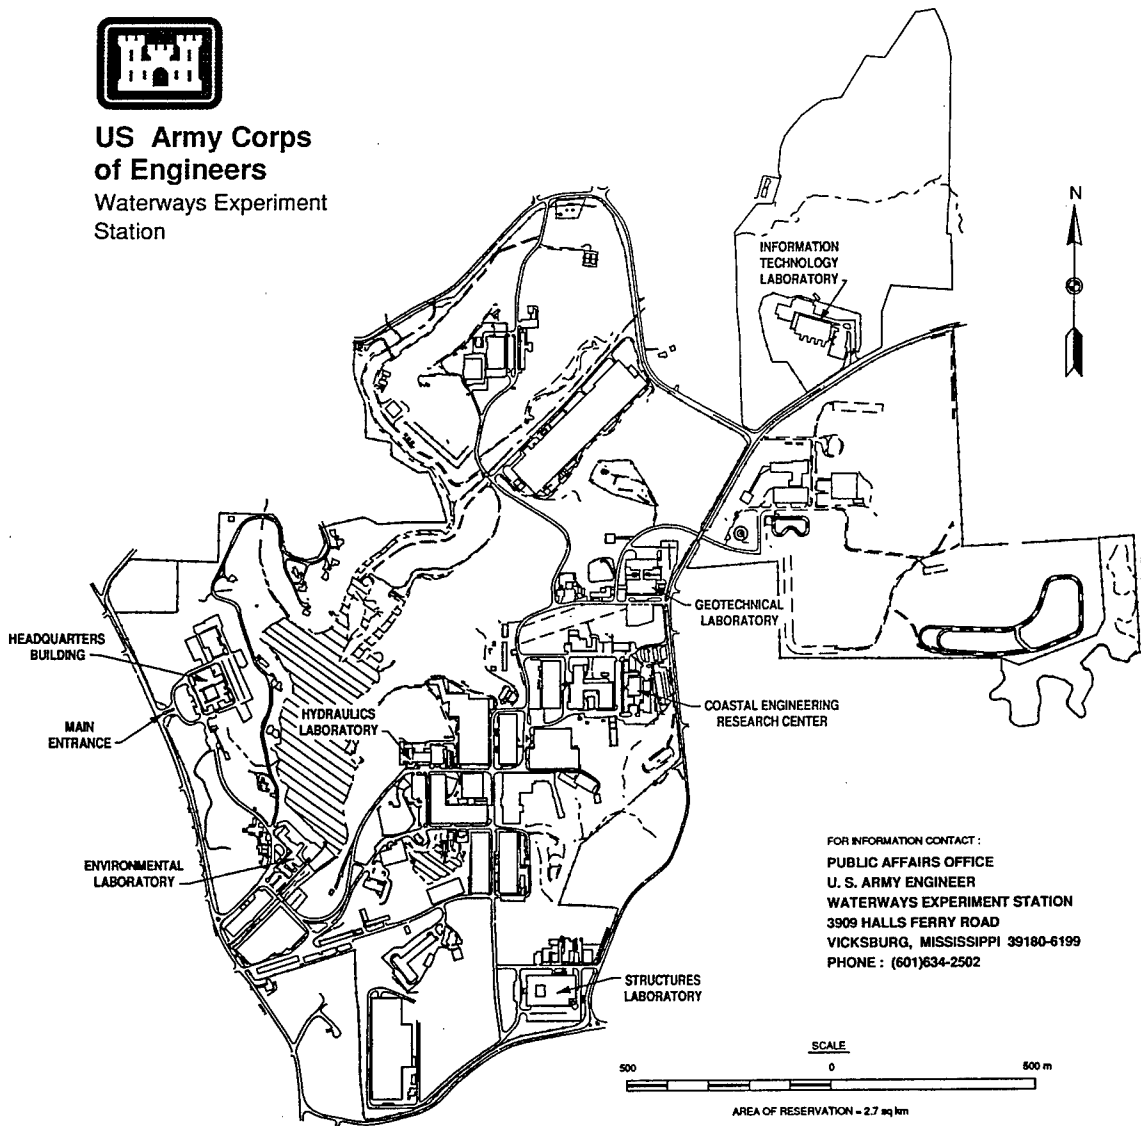 US Army Corps
of Engineers
Waterways Experiment
Station
N
INFORMATION
TECHNOLOGY
LABORATORY
GEOTECHNICAL
LABORATORY
HEADQUARTERS
BUILDING
COASTAL ENGINEERING
RESEARCH CENTER
HYDRAULICS
LABORATORY
MAIN
ENTRANCE
ENVIRONMENTAL
LABORATORY
STRUCTURES
LABORATORY
FOR INFORMATION CONTACT :
PUBLIC AFFAIRS OFFICE
U. S. ARMY ENGINEER
WATERWAYS EXPERIMENT STATION
3909 HALLS FERRY ROAD
VICKSBURG, MISSISSIPPI 39180-6199
PHONE : (601)634-2502
SCALE
500 0 500 m
AREA OF RESERVATION = 2.7 sq km